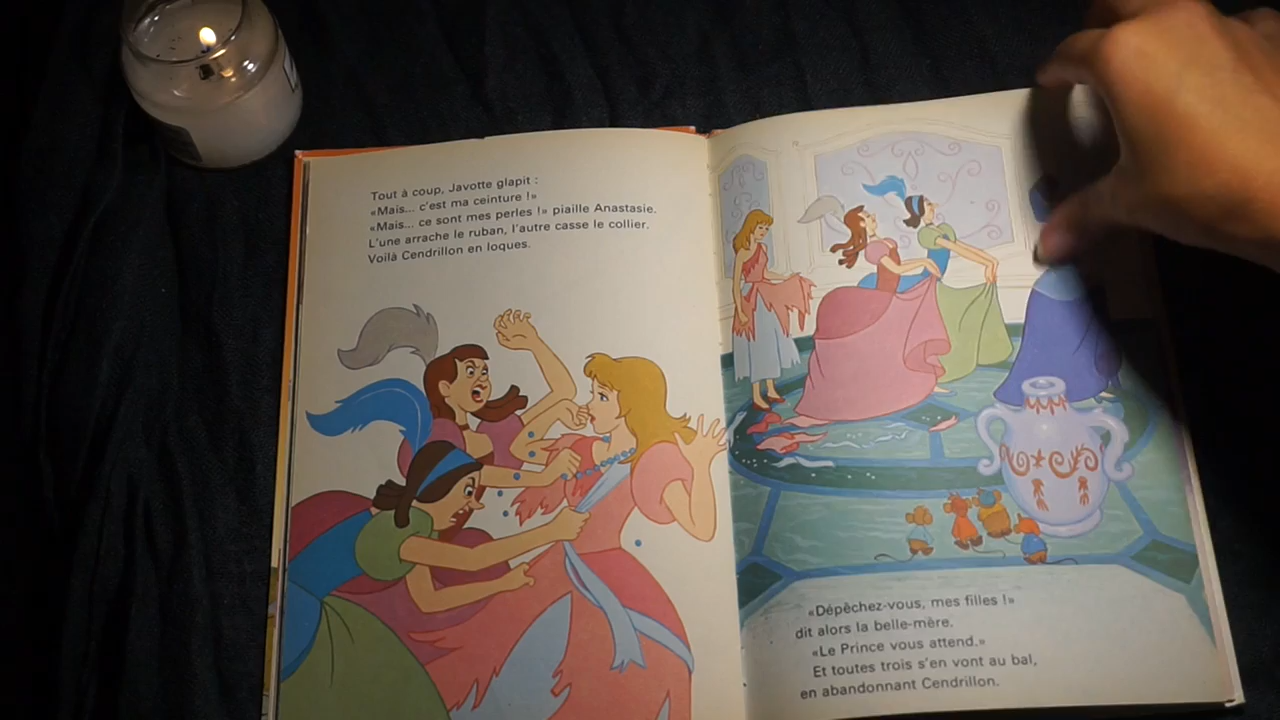 Tout à coup, Javotte glapit :
«Mais... c'est ma ceinture !»
«Mais... ce sont mes perles !» piaille Anastasie.
L'une arrache le ruban, l'autre casse le collier.
Voilà Cendrillon en loques.
«Dépêchez-vous, mes filles !»
dit alors la belle-mère.
«Le Prince vous attend.»
Et toutes trois s'en vont au bal,
en abandonnant Cendrillon.